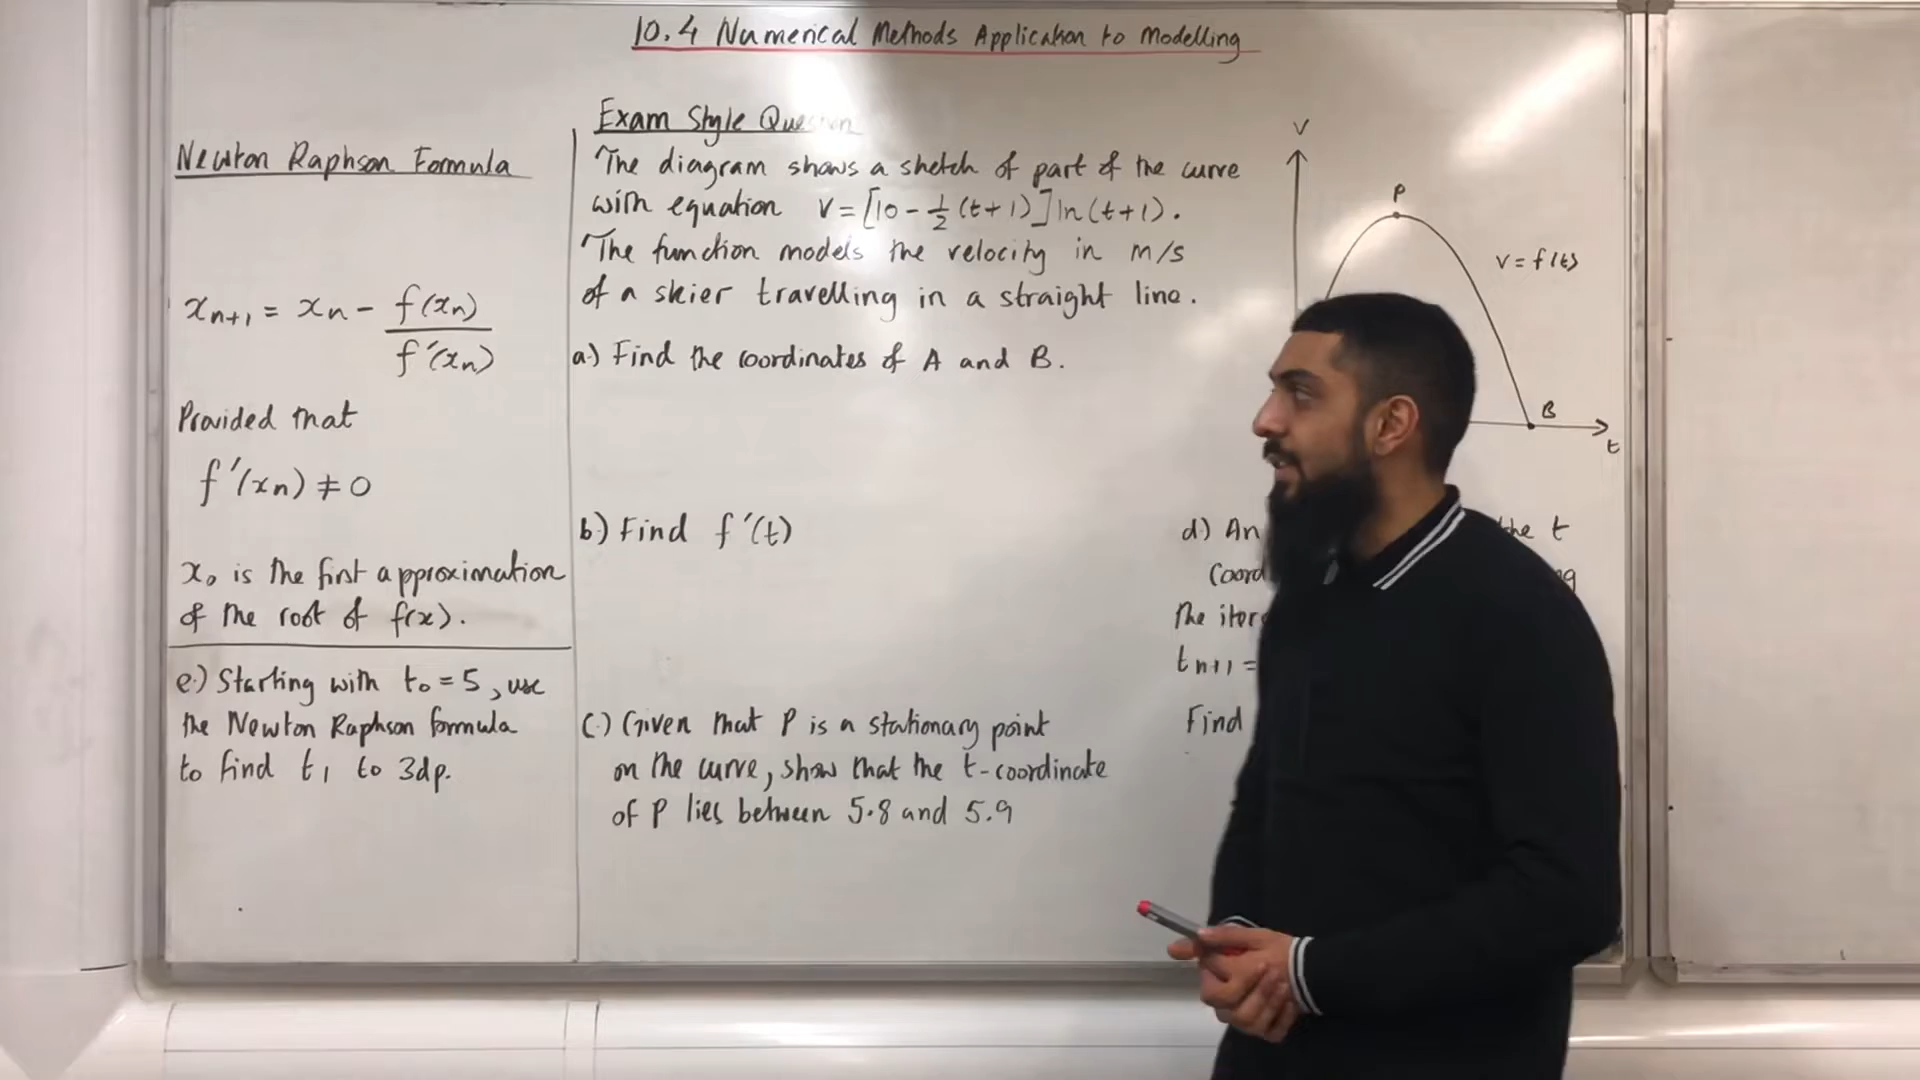 10.4 Numerical Methods Application to Modelling
Newton Raphson Formula
xₙ₊₁ = xₙ - f(xₙ) / f'(xₙ)
Provided that
f'(xₙ) ≠ 0
x₀ is the first approximation
of the root of f(x).
e.) Starting with t₀ = 5, use
the Newton Raphson formula
to find t₁ to 3dp.
Exam Style Question
The diagram shows a sketch of part of the curve
with equation V = [10 - 1/2 (t+1)] ln(t+1).
The function models the velocity in m/s
of a skier travelling in a straight line.
a.) Find the coordinates of A and B.
b.) Find f'(t)
c.) Given that P is a stationary point
on the curve, show that the t-coordinate
of P lies between 5.8 and 5.9
V
P
V = f(t)
B
t
d.) An the t
the
tₙ₊₁ =
Find